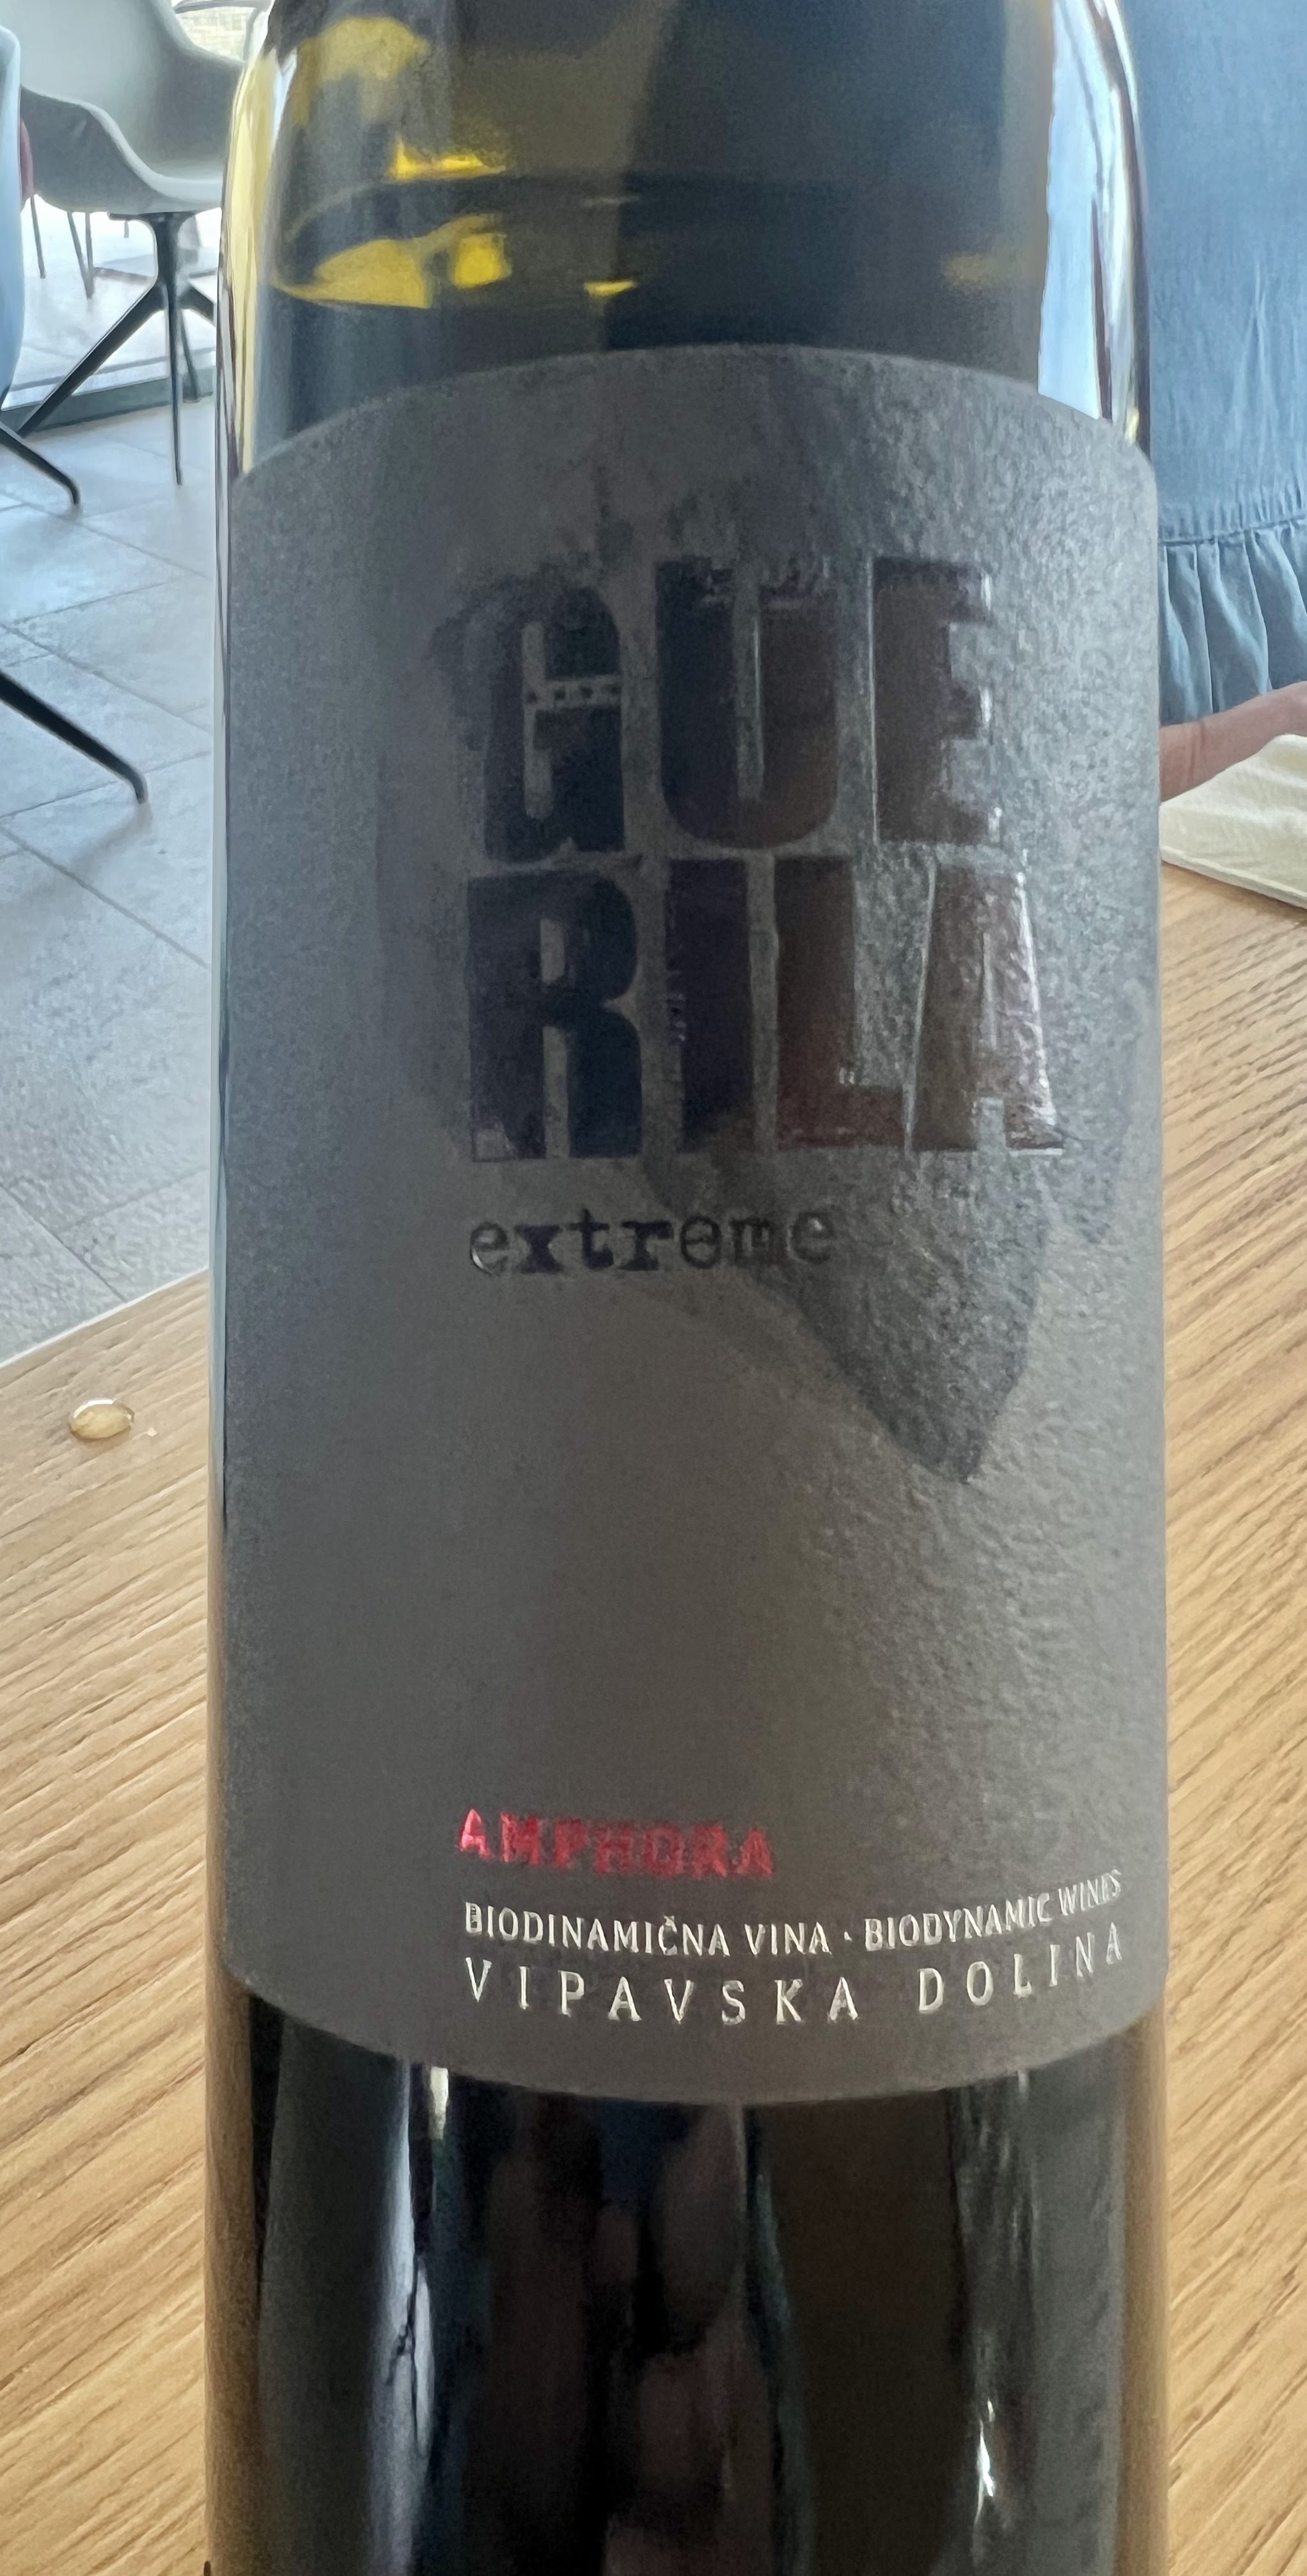 GUE
RILA
extreme
AMPHORA
BIODINAMIČNA VINA · BIODYNAMIC WINES
VIPAVSKA DOLINA